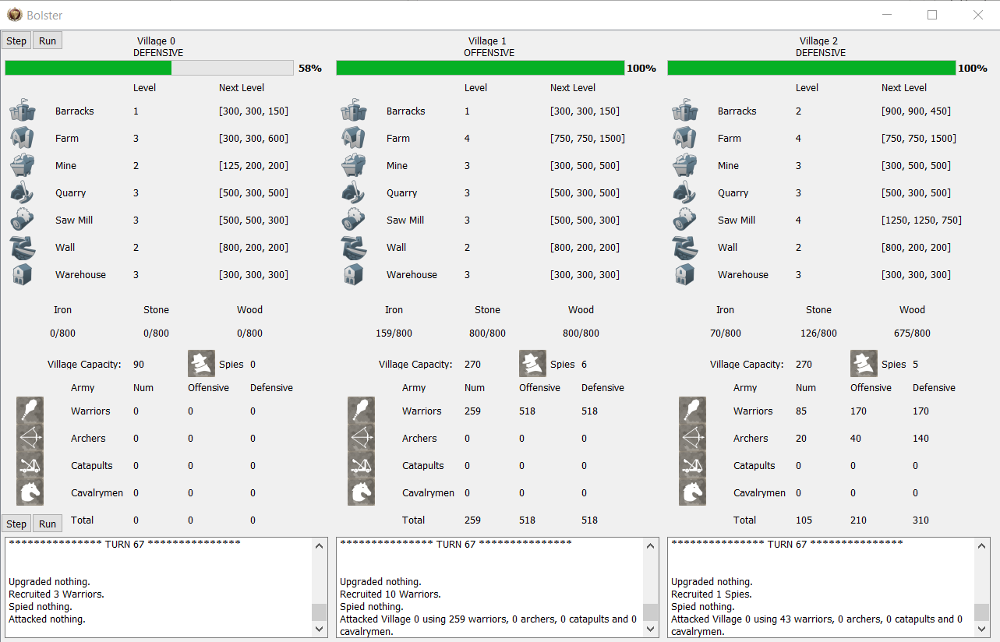 Bolster
Step Run Village 0 Village 1 Village 2
DEFENSIVE OFFENSIVE DEFENSIVE
58% 100% 100%
Level Next Level Level Next Level Level Next Level
Barracks 1 [300, 300, 150] Barracks 1 [300, 300, 150] Barracks 2 [900, 900, 450]
Farm 3 [300, 300, 600] Farm 4 [750, 750, 1500] Farm 4 [750, 750, 1500]
Mine 2 [125, 200, 200] Mine 3 [300, 500, 500] Mine 3 [300, 500, 500]
Quarry 3 [500, 300, 500] Quarry 3 [500, 300, 500] Quarry 3 [500, 300, 500]
Saw Mill 3 [500, 500, 300] Saw Mill 3 [500, 500, 300] Saw Mill 4 [1250, 1250, 750]
Wall 2 [800, 200, 200] Wall 2 [800, 200, 200] Wall 2 [800, 200, 200]
Warehouse 3 [300, 300, 300] Warehouse 3 [300, 300, 300] Warehouse 3 [300, 300, 300]
Iron Stone Wood Iron Stone Wood Iron Stone Wood
0/800 0/800 0/800 159/800 800/800 800/800 70/800 126/800 675/800
Village Capacity: 90 Spies 0 Village Capacity: 270 Spies 6 Village Capacity: 270 Spies 5
Army Num Offensive Defensive Army Num Offensive Defensive Army Num Offensive Defensive
Warriors 0 0 0 Warriors 259 518 518 Warriors 85 170 170
Archers 0 0 0 Archers 0 0 0 Archers 20 40 140
Catapults 0 0 0 Catapults 0 0 0 Catapults 0 0 0
Cavalrymen 0 0 0 Cavalrymen 0 0 0 Cavalrymen 0 0 0
Step Run Total 0 0 0 Total 259 518 518 Total 105 210 310
*************** TURN 67 ***************
Upgraded nothing.
Recruited 3 Warriors.
Spied nothing.
Attacked nothing.
*************** TURN 67 ***************
Upgraded nothing.
Recruited 10 Warriors.
Spied nothing.
Attacked Village 0 using 259 warriors, 0 archers, 0 catapults and 0
cavalrymen.
*************** TURN 67 ***************
Upgraded nothing.
Recruited 1 Spies.
Spied nothing.
Attacked Village 0 using 43 warriors, 0 archers, 0 catapults and 0
cavalrymen.